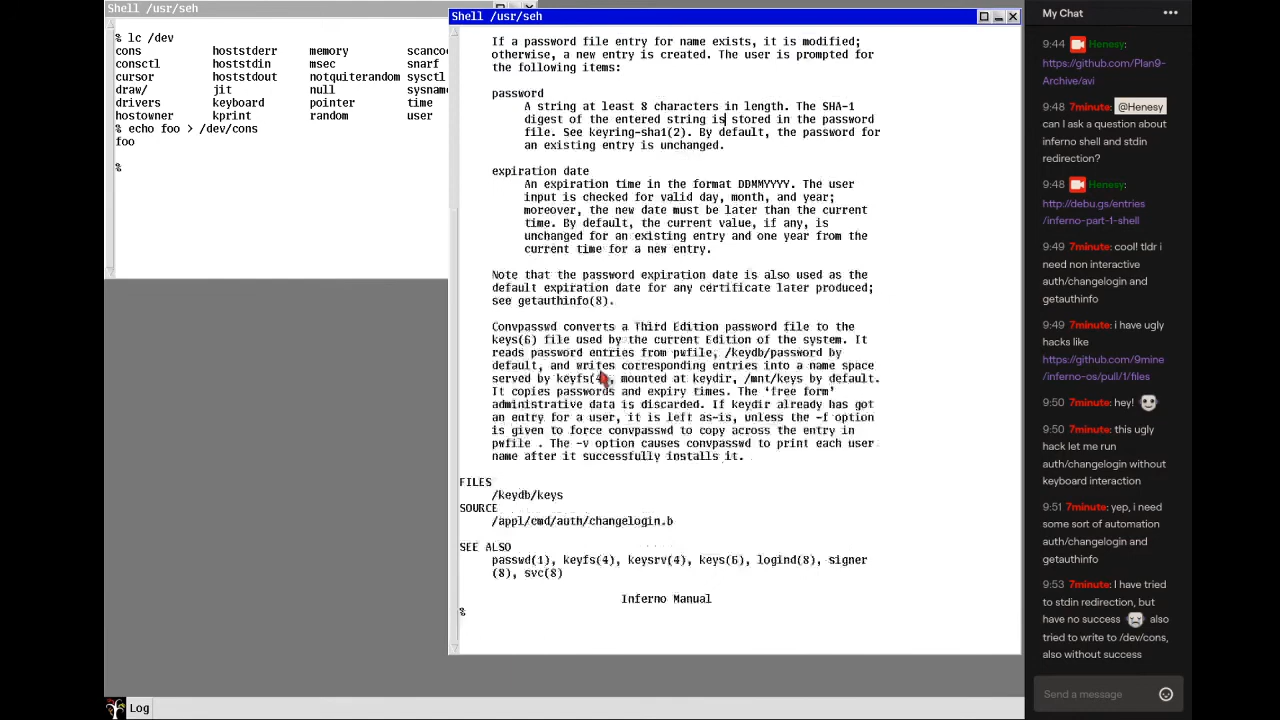 Shell /usr/seh
% lc /dev
cons hoststderr memory scancoo
consctl hoststdin msec snarf
cursor hoststdout notquiterandom sysctl
draw/ jit null sysname
drivers keyboard pointer time
hostowner kprint random user
% echo foo > /dev/cons
foo
%
Shell /usr/seh
If a password file entry for name exists, it is modified;
otherwise, a new entry is created. The user is prompted for
the following items:
password
A string at least 8 characters in length. The SHA-1
digest of the entered string is stored in the password
file. See keyring-sha1(2). By default, the password for
an existing entry is unchanged.
expiration date
An expiration time in the format DDMMYYYY. The user
input is checked for valid day, month, and year;
moreover, the new date must be later than the current
time. By default, the current value, if any, is
unchanged for an existing entry and one year from the
current time for a new entry.
Note that the password expiration date is also used as the
default expiration date for any certificate later produced;
see getauthinfo(8).
Convpasswd converts a Third Edition password file to the
keys(6) file used by the current Edition of the system. It
reads password entries from pwfile, /keydb/password by
default, and writes corresponding entries into a name space
served by keyfs(4), mounted at keydir, /mnt/keys by default.
It copies passwords and expiry times. The ‘free form’
administrative data is discarded. If keydir already has got
an entry for a user, it is left as-is, unless the -f option
is given to force convpasswd to copy across the entry in
pwfile . The -v option causes convpasswd to print each user
name after it successfully installs it.
FILES
/keydb/keys
SOURCE
/appl/cmd/auth/changelogin.b
SEE ALSO
passwd(1), keyfs(4), keysrv(4), keys(6), logind(8), signer
(8), svc(8)
Inferno Manual
%
Log
My Chat
9:44 Henesy:
https://github.com/Plan9-
Archive/avi
9:48 7minute: @Henesy
can I ask a question about
inferno shell and stdin
redirection?
9:48 Henesy:
http://debu.gs/entries
/inferno-part-1-shell
9:49 7minute: cool! tldr i
need non interactive
auth/changelogin and
getauthinfo
9:49 7minute: i have ugly
hacks like
https://github.com/9mine
/inferno-os/pull/1/files
9:50 7minute: hey!
9:50 7minute: this ugly
hack let me run
auth/changelogin without
keyboard interaction
9:51 7minute: yep, i need
some sort of automation
auth/changelogin and
getauthinfo
9:53 7minute: I have tried
to stdin redirection, but
have no success also
tried to write to /dev/cons,
also without success
Send a message